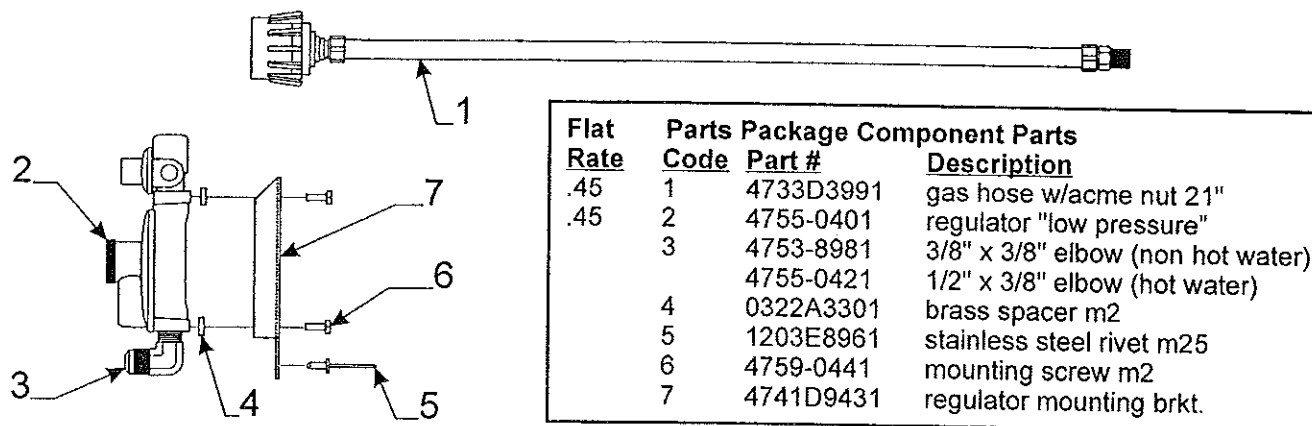 1
2
7
6
3
4
5
Flat Parts Package Component Parts
Rate Code Part # Description
.45 1 4733D3991 gas hose w/acme nut 21"
.45 2 4755-0401 regulator "low pressure"
3 4753-8981 3/8" x 3/8" elbow (non hot water)
4755-0421 1/2" x 3/8" elbow (hot water)
4 0322A3301 brass spacer m2
5 1203E8961 stainless steel rivet m25
6 4759-0441 mounting screw m2
7 4741D9431 regulator mounting brkt.